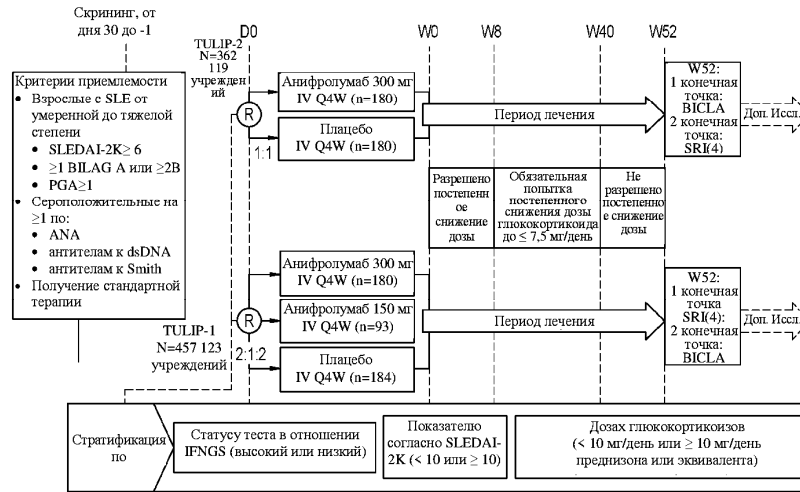 Скрининг, от
дня 30 до -1
D0
W0
W8
W40
W52
TULIP-2
N=362
119
учрежден
ий
Критерии приемлемости
• Взрослые с SLE от
умеренной до тяжелой
степени
• SLEDAI-2K≥ 6
• ≥1 BILAG A или ≥2B
• PGA≥1
• Сероположительные на
≥1 по:
• ANA
• антителам к dsDNA
• антителам к Smith
• Получение стандартной
терапии
R
1:1
Анифролумаб 300 мг
IV Q4W (n=180)
Плацебо
IV Q4W (n=180)
Период лечения
W52:
1 конечная
точка:
BICLA
2 конечная
точка:
SRI(4)
Доп. Иссл.
Разрешено
постепенн
ое
снижение
дозы
Обязательная
попытка
постепенного
снижения дозы
глюкокортикоида
до ≤ 7,5 мг/день
Не
разрешено
постепенно
е снижение
дозы
TULIP-1
N=457 123
учреждений
R
2:1:2
Анифролумаб 300 мг
IV Q4W (n=180)
Анифролумаб 150 мг
IV Q4W (n=93)
Плацебо
IV Q4W (n=184)
Период лечения
W52:
1 конечная
точка
SRI(4):
2 конечная
точка:
BICLA
Доп. Иссл.
Стратификация
по
Статусу теста в отношении
IFNGS (высокий или низкий)
Показателю
согласно SLEDAI-
2K (< 10 или ≥ 10)
Дозах глюкокортикоизов
(< 10 мг/день или ≥ 10 мг/день
преднизона или эквивалента)